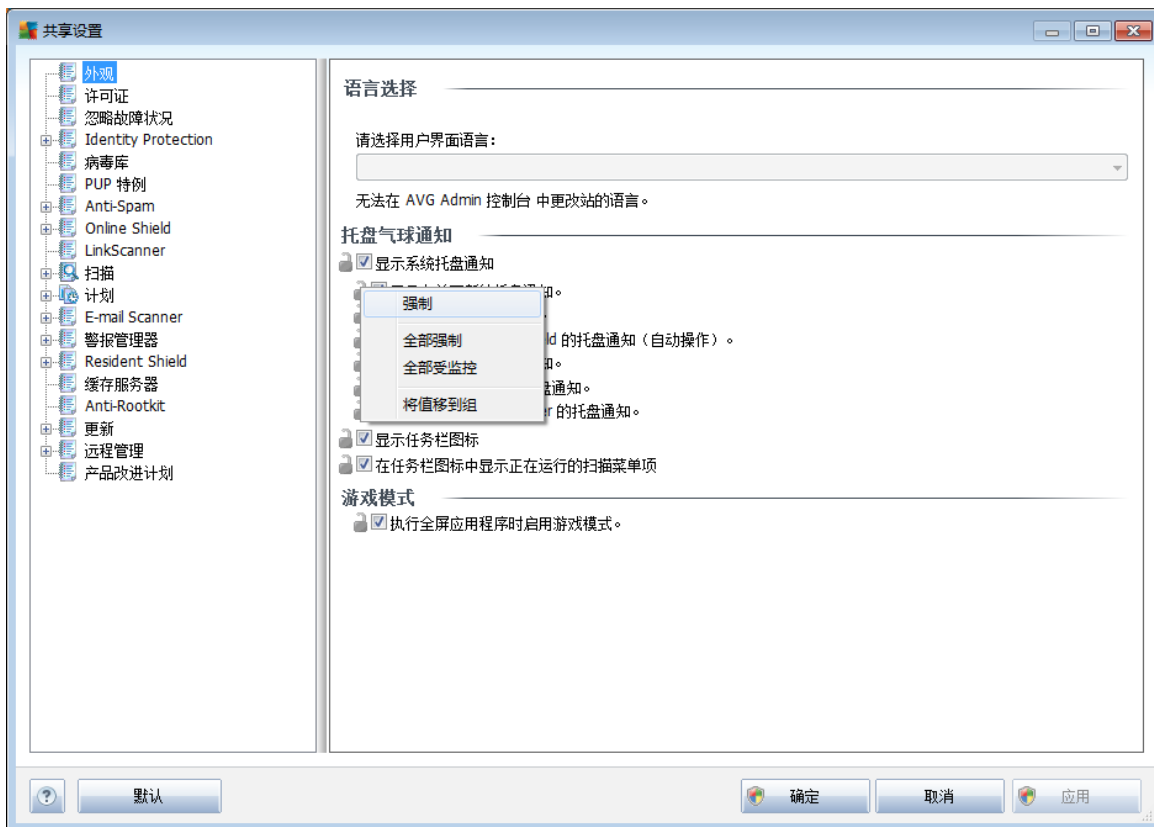 共享设置
外观
许可证
忽略故障状况
Identity Protection
病毒库
PUP 特例
Anti-Spam
Online Shield
LinkScanner
扫描
计划
E-mail Scanner
警报管理器
Resident Shield
缓存服务器
Anti-Rootkit
更新
远程管理
产品改进计划
语言选择
请选择用户界面语言：
无法在 AVG Admin 控制台 中更改站的语言。
托盘气球通知
显示系统托盘通知
知。
强制
全部强制
ld 的托盘通知（自动操作）。
全部受监控
知。
盘通知。
将值移到组
r 的托盘通知。
显示任务栏图标
在任务栏图标中显示正在运行的扫描菜单项
游戏模式
执行全屏应用程序时启用游戏模式。
?
默认
确定
取消
应用